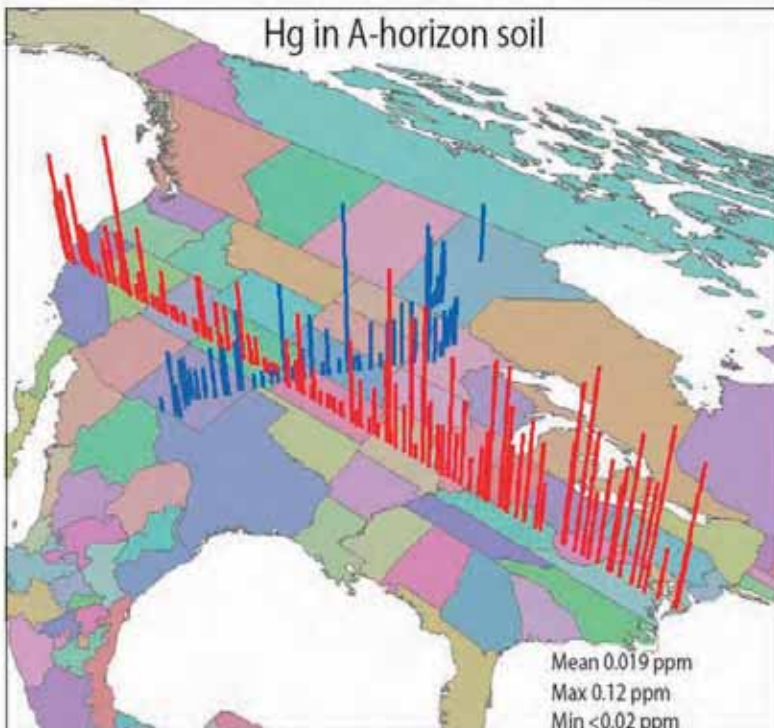 Hg in A-horizon soil
Mean 0.019 ppm
Max 0.12 ppm
Min <0.02 ppm